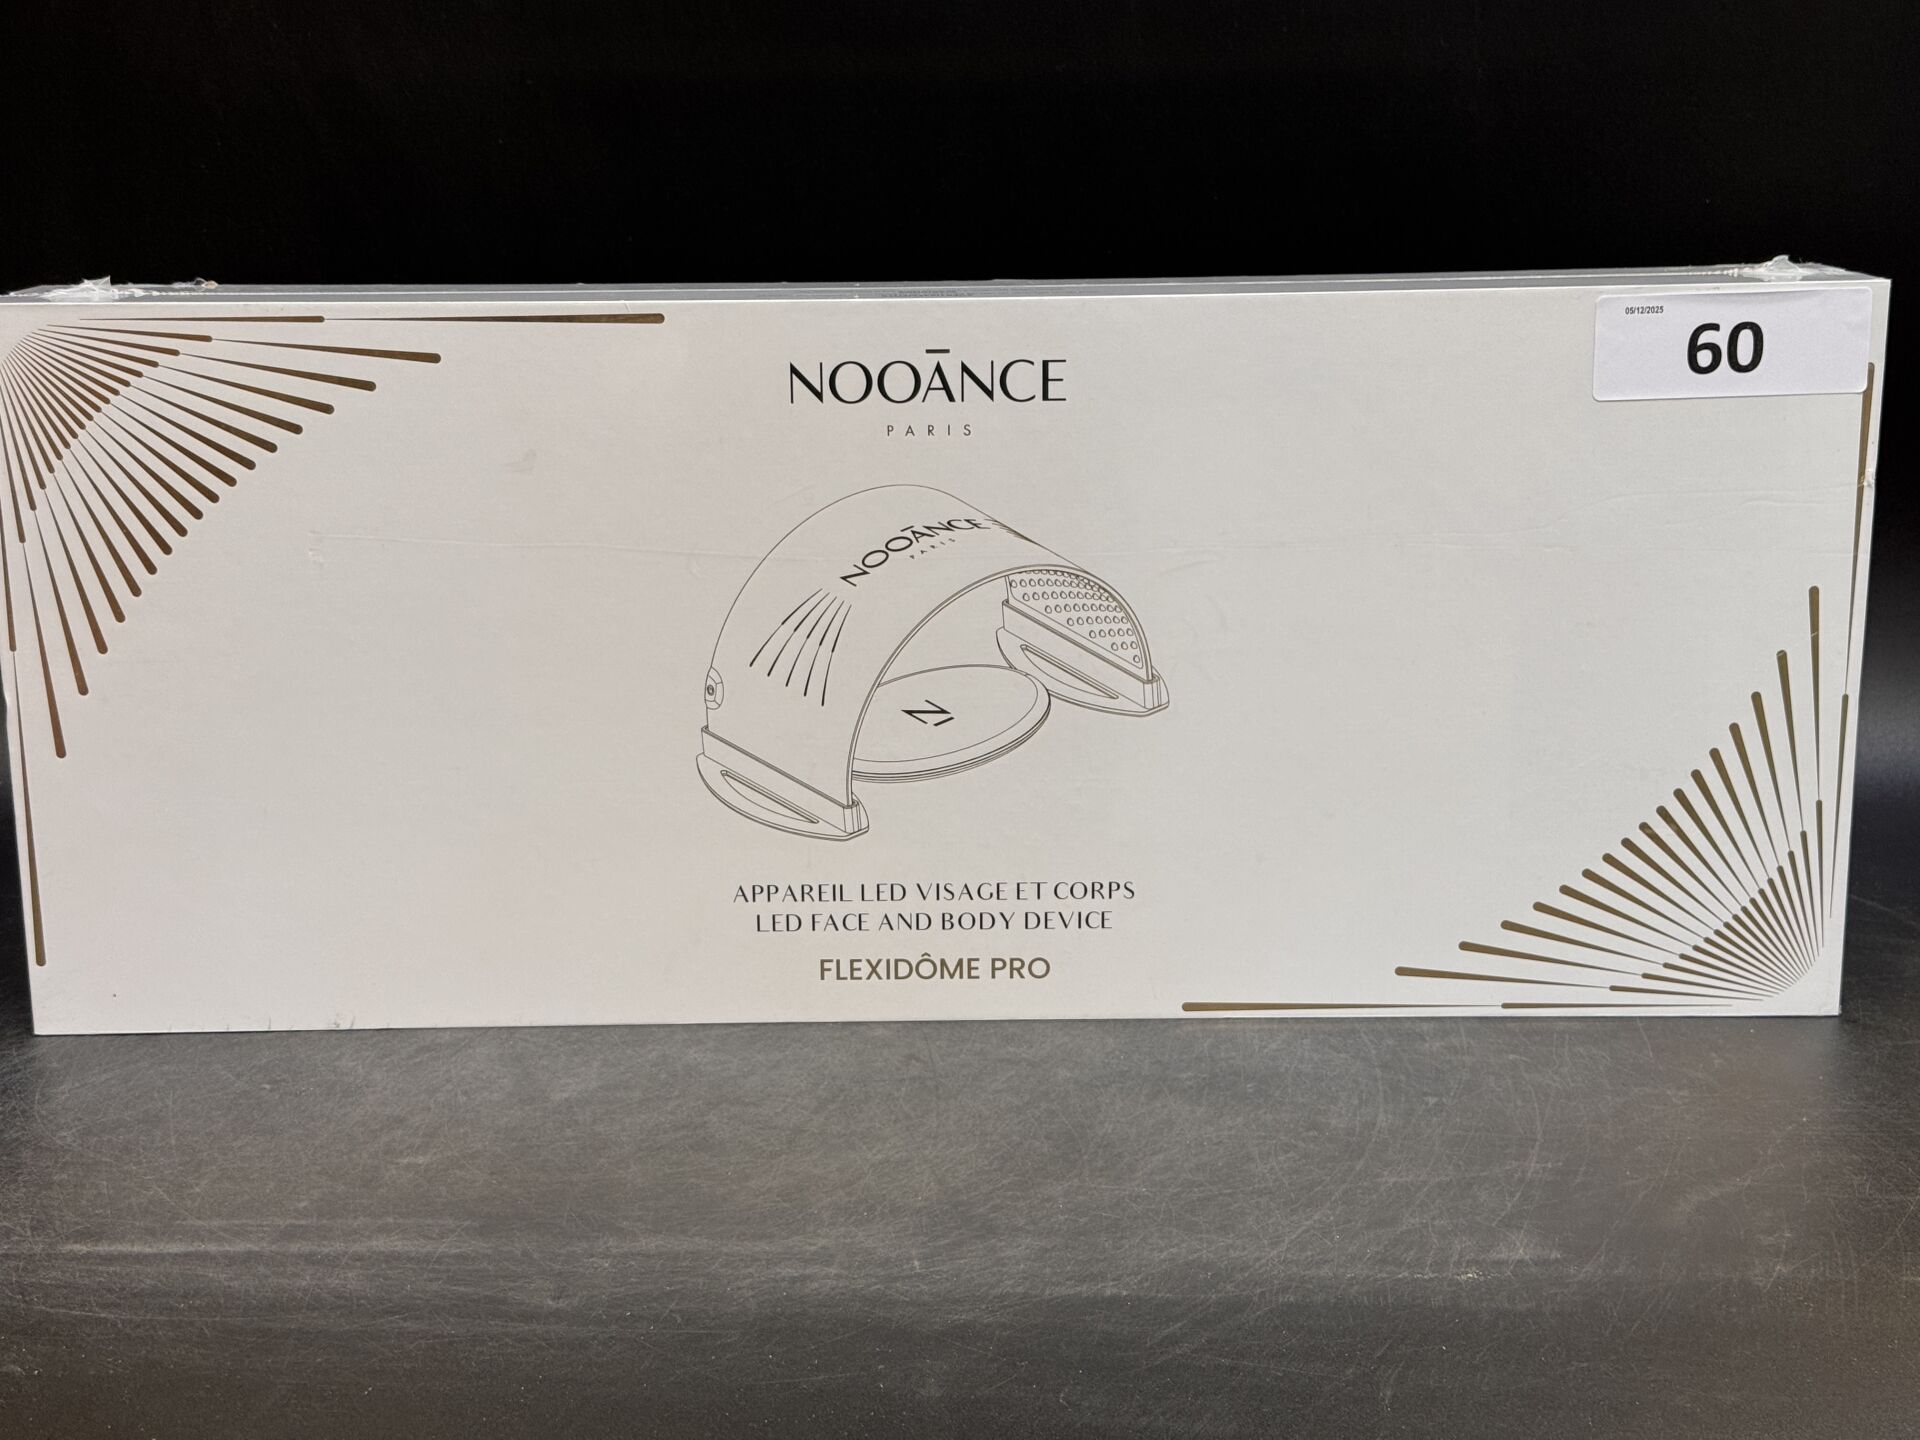 05/12/2025
60
NOOĀNCE
PARIS
NOOĀNCE
PARIS
N
APPAREIL LED VISAGE ET CORPS
LED FACE AND BODY DEVICE
FLEXIDÔME PRO